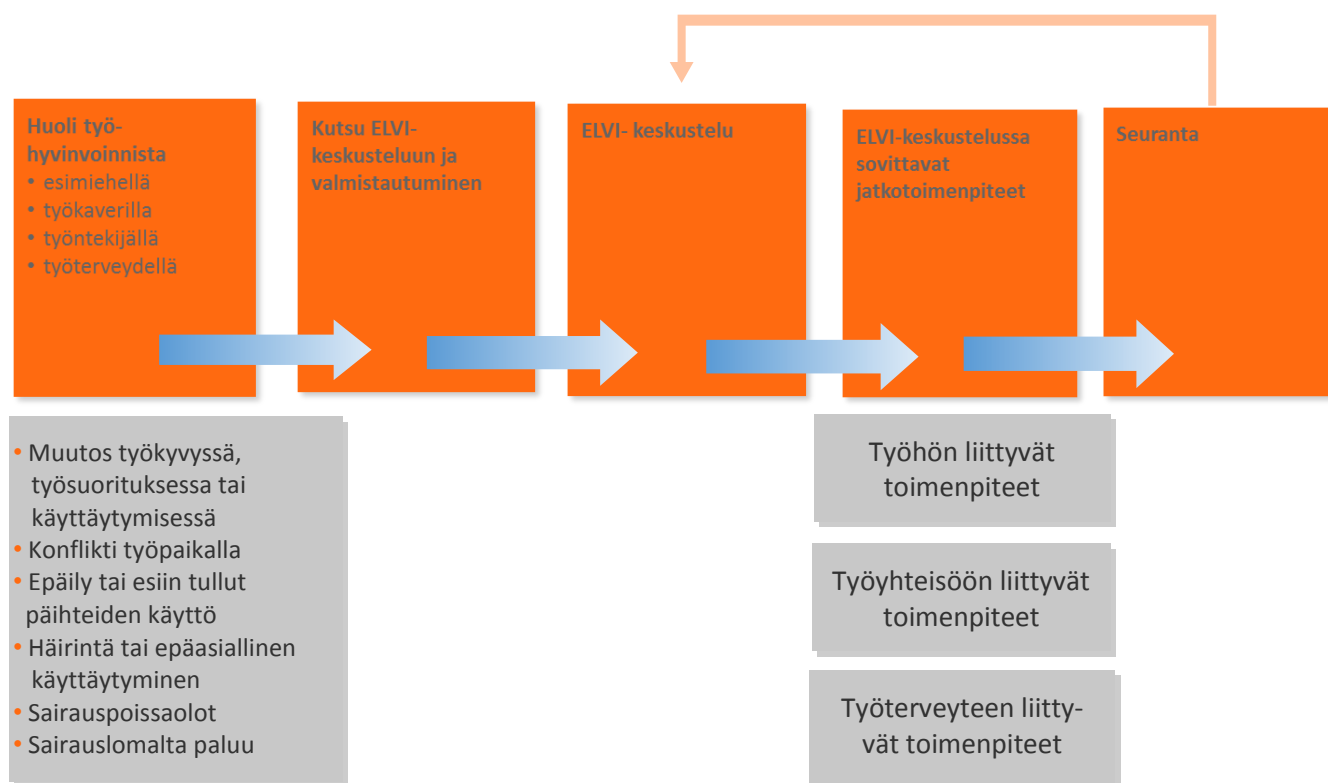 Huoli työ-
hyvinvoinnista
• esimiehellä
• työkaverilla
• työntekijällä
• työterveydellä
Kutsu ELVI-
keskusteluun ja
valmistautuminen
ELVI- keskustelu
ELVI-keskustelussa
sovittavat
jatkotoimenpiteet
Seuranta
• Muutos työkyvyssä,
työsuorituksessa tai
käyttäytymisessä
• Konflikti työpaikalla
• Epäily tai esiin tullut
päihteiden käyttö
• Häirintä tai epäasiallinen
käyttäytyminen
• Sairauspoissaolot
• Sairauslomalta paluu
Työhön liittyvät
toimenpiteet
Työyhteisöön liittyvät
toimenpiteet
Työterveyteen liitty-
vät toimenpiteet